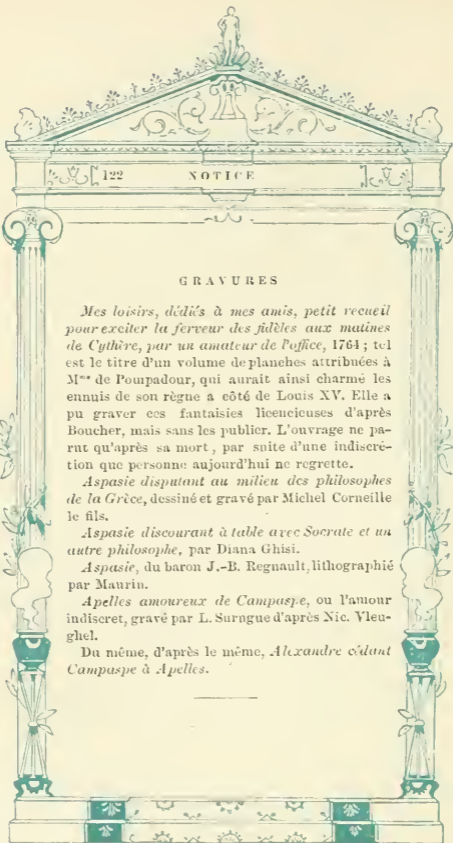 122 NOTICE
GRAVURES
Mes loisirs, dédiés à mes amis, petit recueil
pour exciter la ferveur des fidèles aux matines
de Cythère, par un amateur de l'office, 1764 ; tel
est le titre d'un volume de planches attribuées à
Mme de Pompadour, qui aurait ainsi charmé les
ennuis de son règne à côté de Louis XV. Elle a
pu graver ces fantaisies licencieuses d'après
Boucher, mais sans les publier. L'ouvrage ne pa-
rut qu'après sa mort, par suite d'une indiscré-
tion que personne aujourd'hui ne regrette.
Aspasie disputant au milieu des philosophes
de la Grèce, dessiné et gravé par Michel Corneille
le fils.
Aspasie discourant à table avec Socrate et un
autre philosophe, par Diana Ghisi.
Aspasie, du baron J.-B. Regnault, lithographié
par Maurin.
Apelles amoureux de Campaspe, ou l'amour
indiscret, gravé par L. Surugue d'après Nic. Vleu-
ghel.
Du même, d'après le même, Alexandre cédant
Campaspe à Apelles.